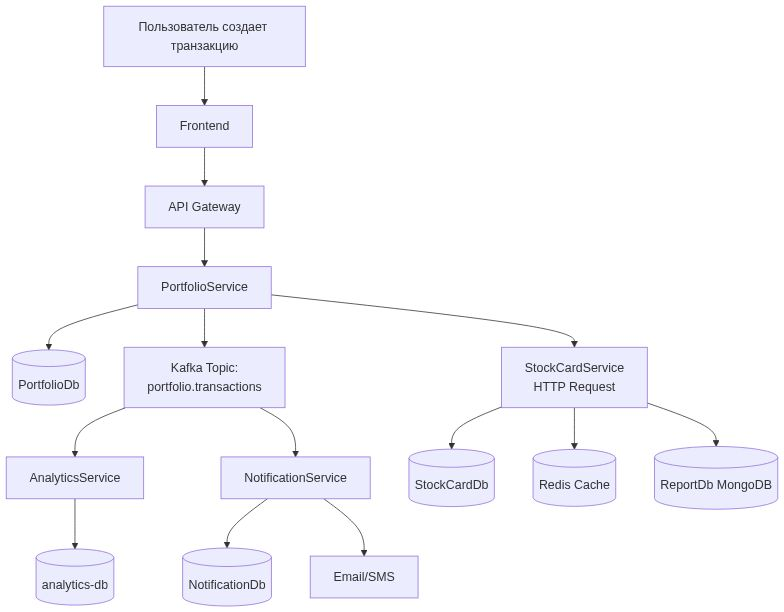 Пользователь создает
транзакцию
Frontend
API Gateway
PortfolioService
PortfolioDb
Kafka Topic:
portfolio.transactions
StockCardService
HTTP Request
AnalyticsService
NotificationService
StockCardDb
Redis Cache
ReportDb MongoDB
analytics-db
NotificationDb
Email/SMS